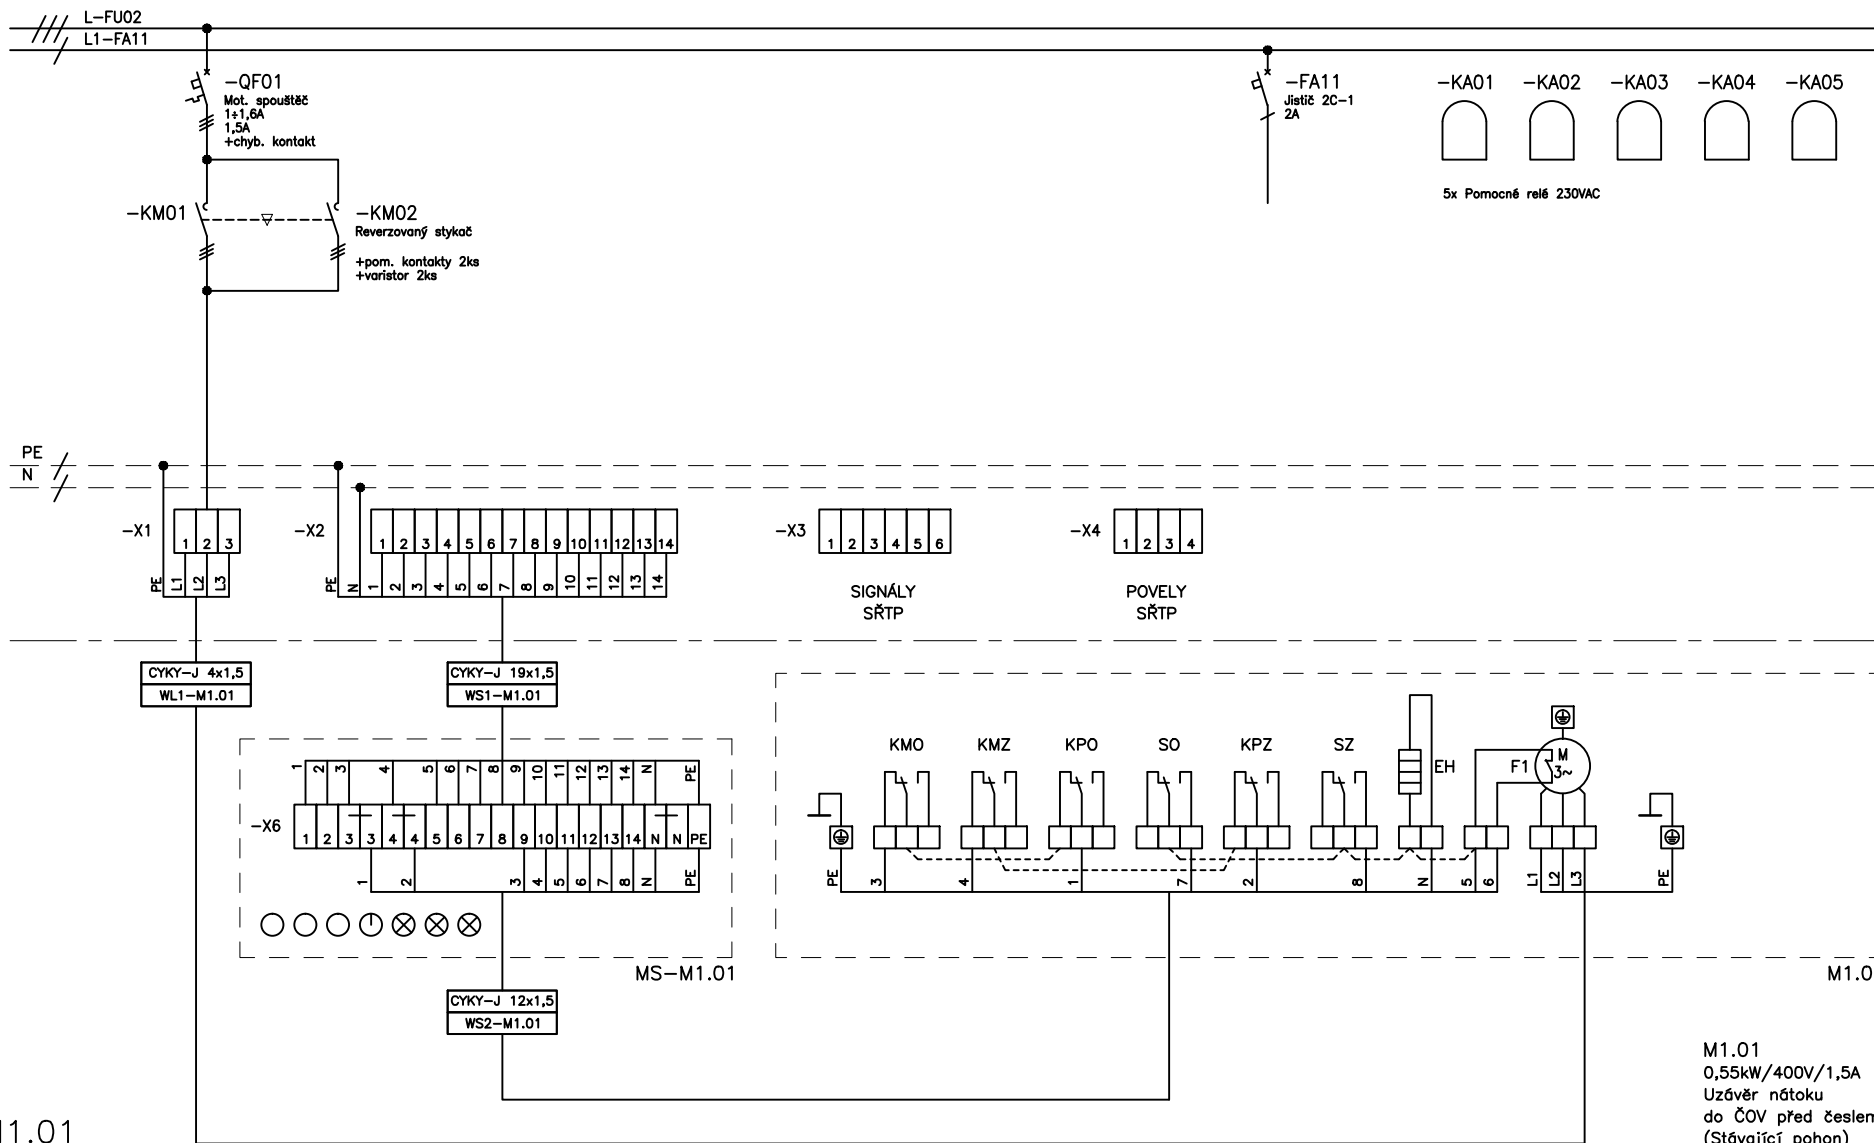 L-FU02
L1-FA11
-QF01
Mot. spouštěč
1÷1,6A
1,5A
+chyb. kontakt
-FA11
Jistič 2C-1
2A
-KA01 -KA02 -KA03 -KA04 -KA05
5x Pomocné relé 230VAC
-KM01
-KM02
Reverzovaný stykač
+pom. kontakty 2ks
+varistor 2ks
PE
N
-X1 1 2 3
-X2 1 2 3 4 5 6 7 8 9 10 11 12 13 14
-X3 1 2 3 4 5 6
-X4 1 2 3 4
PE L1 L2 L3
PE N 1 2 3 4 5 6 7 8 9 10 11 12 13 14
SIGNÁLY
SŘTP
POVELY
SŘTP
CYKY-J 4x1,5
WL1-M1.01
CYKY-J 19x1,5
WS1-M1.01
KMO KMZ KPO SO KPZ SZ
EH
F1
M
3~
1 2 3 4 5 6 7 8 9 10 11 12 13 14 N PE
-X6 1 2 3 3 4 4 5 6 7 8 9 10 11 12 13 14 N N PE
1 2 3 4 5 6 7 8 N PE
PE 3 4 1 7 2 8 N 5 6 L1 L2 L3 PE
MS-M1.01
M1.0
CYKY-J 12x1,5
WS2-M1.01
M1.01
0,55kW/400V/1,5A
Uzávěr nátoku
do ČOV před česlem
(Stávající pohon)
1.01